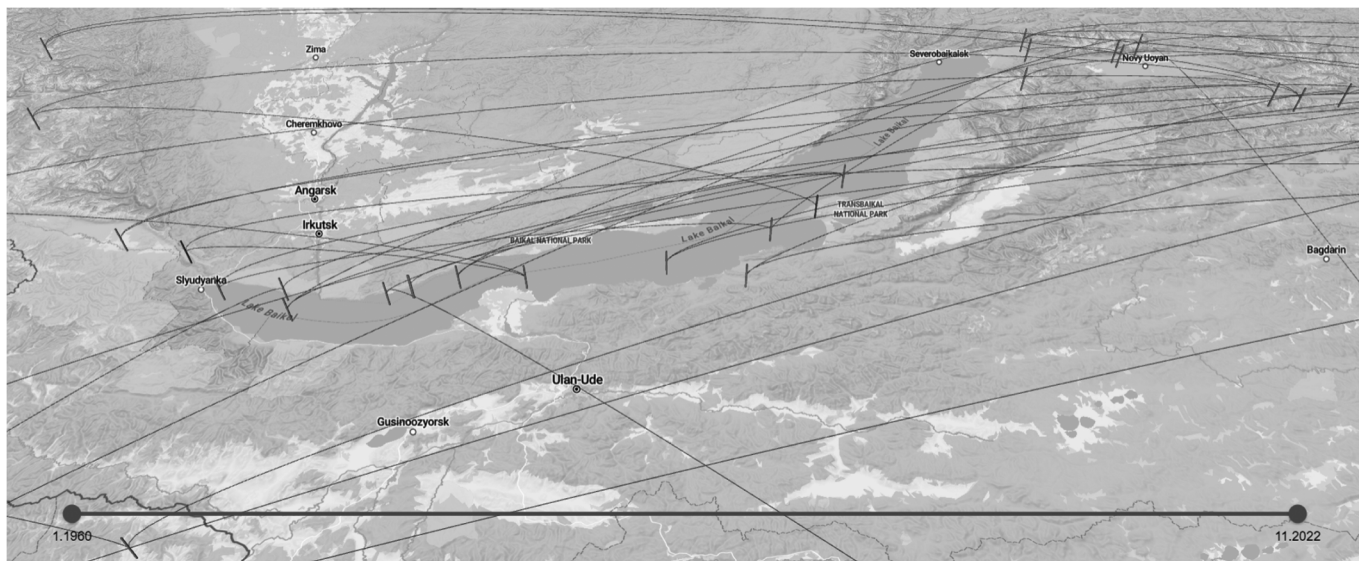 Zima
Severobaikalsk
Novy Uoyan
Cheremkhovo
Lake Baikal
Angarsk
TRANSBAIKAL
NATIONAL PARK
Irkutsk
Lake Baikal
BAIKAL NATIONAL PARK
Bagdarin
Slyudyanka
Lake Baikal
Ulan-Ude
Gusinoozyorsk
1.1960
11.2022